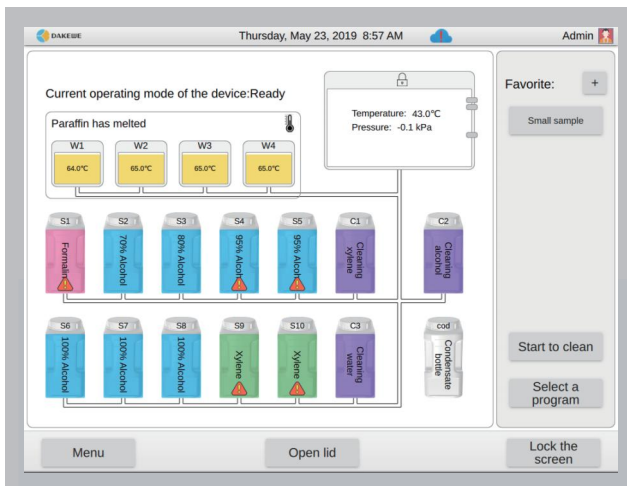 DAKEWE
Thursday, May 23, 2019 8:57 AM
Admin
Current operating mode of the device:Ready
Paraffin has melted
W1
W2
W3
W4
64.0℃
65.0℃
65.0℃
65.0℃
Temperature: 43.0℃
Pressure: -0.1 kPa
Favorite:
+
Small sample
S1
S2
S3
S4
S5
C1
C2
Formalin
70% Alcohol
80% Alcohol
95% Alcohol
95% Alcohol
Cleaning
xylene
Cleaning
alcohol
S6
S7
S8
S9
S10
C3
cod
100% Alcohol
100% Alcohol
100% Alcohol
Xylene
Xylene
Cleaning
water
Condensate
bottle
Start to clean
Select a
program
Menu
Open lid
Lock the
screen